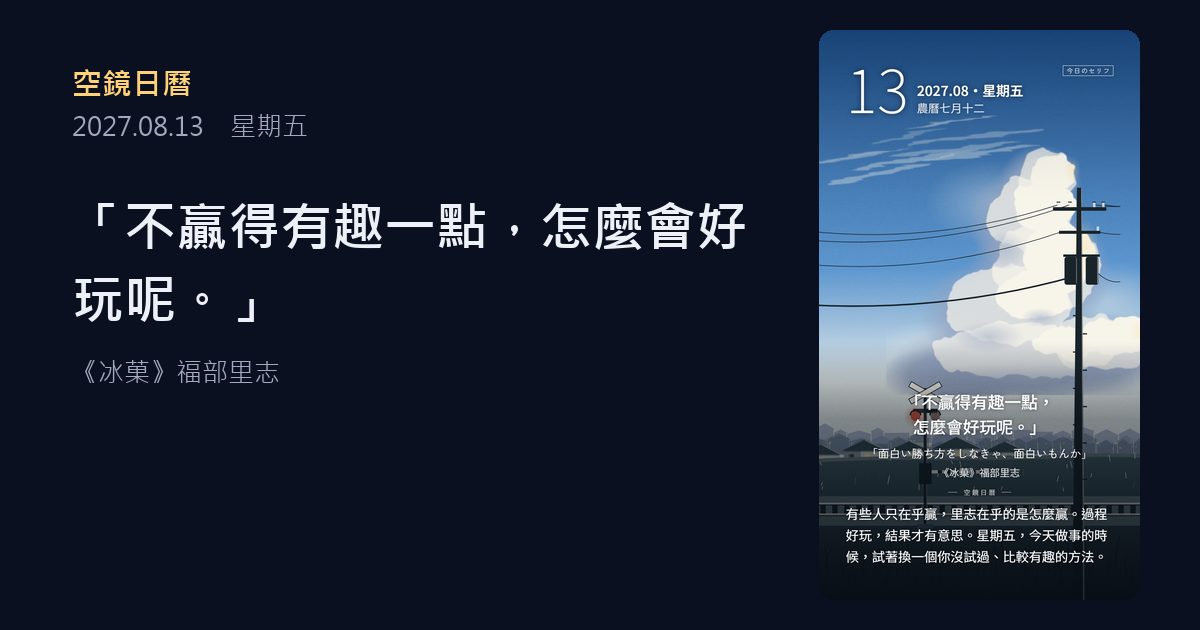 空鏡日曆
2027.08.13 星期五
「不贏得有趣一點，怎麼會好
玩呢。」
《冰菓》福部里志
13
2027.08・星期五
農曆七月十二
今日のセリフ
「不贏得有趣一點，
怎麼會好玩呢。」
「面白い勝ち方をしなきゃ、面白いもんか」
《冰菓》福部里志
— 空鏡日曆 —
有些人只在乎贏，里志在乎的是怎麼贏。過程
好玩，結果才有意思。星期五，今天做事的時
候，試著換一個你沒試過、比較有趣的方法。